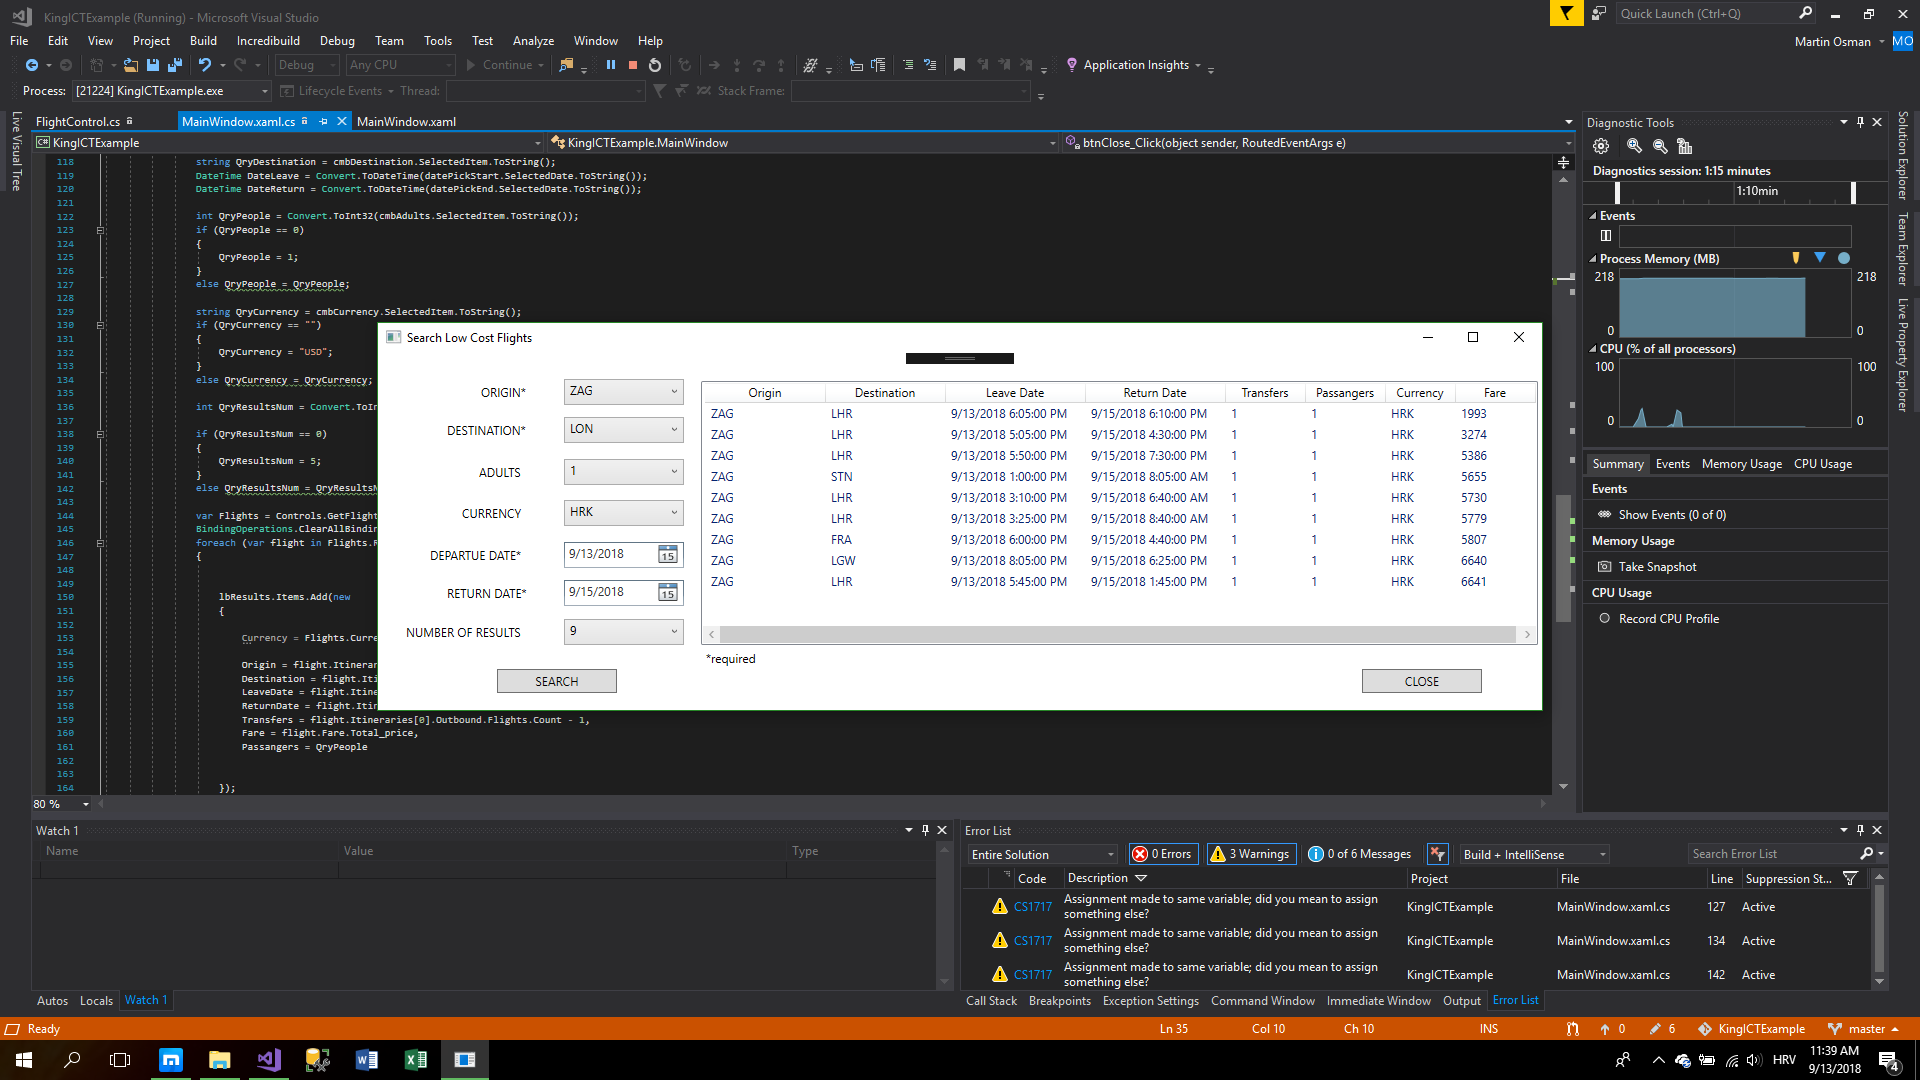 KingICTExample (Running) - Microsoft Visual Studio
Quick Launch (Ctrl+Q)
File Edit View Project Build Incredibuild Debug Team Tools Test Analyze Window Help
Martin Osman MO
Debug Any CPU Continue Application Insights
Process: [21224] KingICTExample.exe Lifecycle Events Thread: Stack Frame:
FlightControl.cs MainWindow.xaml.cs MainWindow.xaml
KingICTExample KingICTExample.MainWindow btnClose_Click(object sender, RoutedEventArgs e)
Live Visual Tree
118 string QryDestination = cmbDestination.SelectedItem.ToString();
119 DateTime DateLeave = Convert.ToDateTime(datePickStart.SelectedDate.ToString());
120 DateTime DateReturn = Convert.ToDateTime(datePickEnd.SelectedDate.ToString());
121
122 int QryPeople = Convert.ToInt32(cmbAdults.SelectedItem.ToString());
123 if (QryPeople == 0)
124 {
125 QryPeople = 1;
126 }
127 else QryPeople = QryPeople;
128
129 string QryCurrency = cmbCurrency.SelectedItem.ToString();
130 if (QryCurrency == "")
131 {
132 QryCurrency = "USD";
133 }
134 else QryCurrency = QryCurrency;
135
136 int QryResultsNum = Convert.ToIn
137
138 if (QryResultsNum == 0)
139 {
140 QryResultsNum = 5;
141 }
142 else QryResultsNum = QryResultsN
143
144 var Flights = Controls.GetFlight
145 BindingOperations.ClearAllBindin
146 foreach (var flight in Flights.R
147 {
148
149
150 lbResults.Items.Add(new
151 {
152
153 Currency = Flights.Curre
154
155 Origin = flight.Itinerar
156 Destination = flight.Iti
157 LeaveDate = flight.Itine
158 ReturnDate = flight.Itin
159 Transfers = flight.Itineraries[0].Outbound.Flights.Count - 1,
160 Fare = flight.Fare.Total_price,
161 Passangers = QryPeople
162
163
164 });
80 %
Search Low Cost Flights
ORIGIN* ZAG
DESTINATION* LON
ADULTS 1
CURRENCY HRK
DEPARTUE DATE* 9/13/2018 15
RETURN DATE* 9/15/2018 15
NUMBER OF RESULTS 9
SEARCH
Origin Destination Leave Date Return Date Transfers Passangers Currency Fare
ZAG LHR 9/13/2018 6:05:00 PM 9/15/2018 6:10:00 PM 1 1 HRK 1993
ZAG LHR 9/13/2018 5:05:00 PM 9/15/2018 4:30:00 PM 1 1 HRK 3274
ZAG LHR 9/13/2018 5:50:00 PM 9/15/2018 7:30:00 PM 1 1 HRK 5386
ZAG STN 9/13/2018 1:00:00 PM 9/15/2018 8:05:00 AM 1 1 HRK 5655
ZAG LHR 9/13/2018 3:10:00 PM 9/15/2018 6:40:00 AM 1 1 HRK 5730
ZAG LHR 9/13/2018 3:25:00 PM 9/15/2018 8:40:00 AM 1 1 HRK 5779
ZAG FRA 9/13/2018 6:00:00 PM 9/15/2018 4:40:00 PM 1 1 HRK 5807
ZAG LGW 9/13/2018 8:05:00 PM 9/15/2018 6:25:00 PM 1 1 HRK 6640
ZAG LHR 9/13/2018 5:45:00 PM 9/15/2018 1:45:00 PM 1 1 HRK 6641
*required
CLOSE
Diagnostic Tools
Diagnostics session: 1:15 minutes
1:10min
Events
Process Memory (MB)
218 218
0 0
CPU (% of all processors)
100 100
0 0
Summary Events Memory Usage CPU Usage
Events
Show Events (0 of 0)
Memory Usage
Take Snapshot
CPU Usage
Record CPU Profile
Solution Explorer
Team Explorer
Live Property Explorer
Watch 1
Name Value Type
Autos Locals Watch 1
Error List
Entire Solution 0 Errors 3 Warnings 0 of 6 Messages Build + IntelliSense Search Error List
Code Description Project File Line Suppression St...
CS1717 Assignment made to same variable; did you mean to assign something else? KingICTExample MainWindow.xaml.cs 127 Active
CS1717 Assignment made to same variable; did you mean to assign something else? KingICTExample MainWindow.xaml.cs 134 Active
CS1717 Assignment made to same variable; did you mean to assign something else? KingICTExample MainWindow.xaml.cs 142 Active
Call Stack Breakpoints Exception Settings Command Window Immediate Window Output Error List
Ready Ln 35 Col 10 Ch 10 INS 0 6 KingICTExample master
HRV 11:39 AM
9/13/2018 4